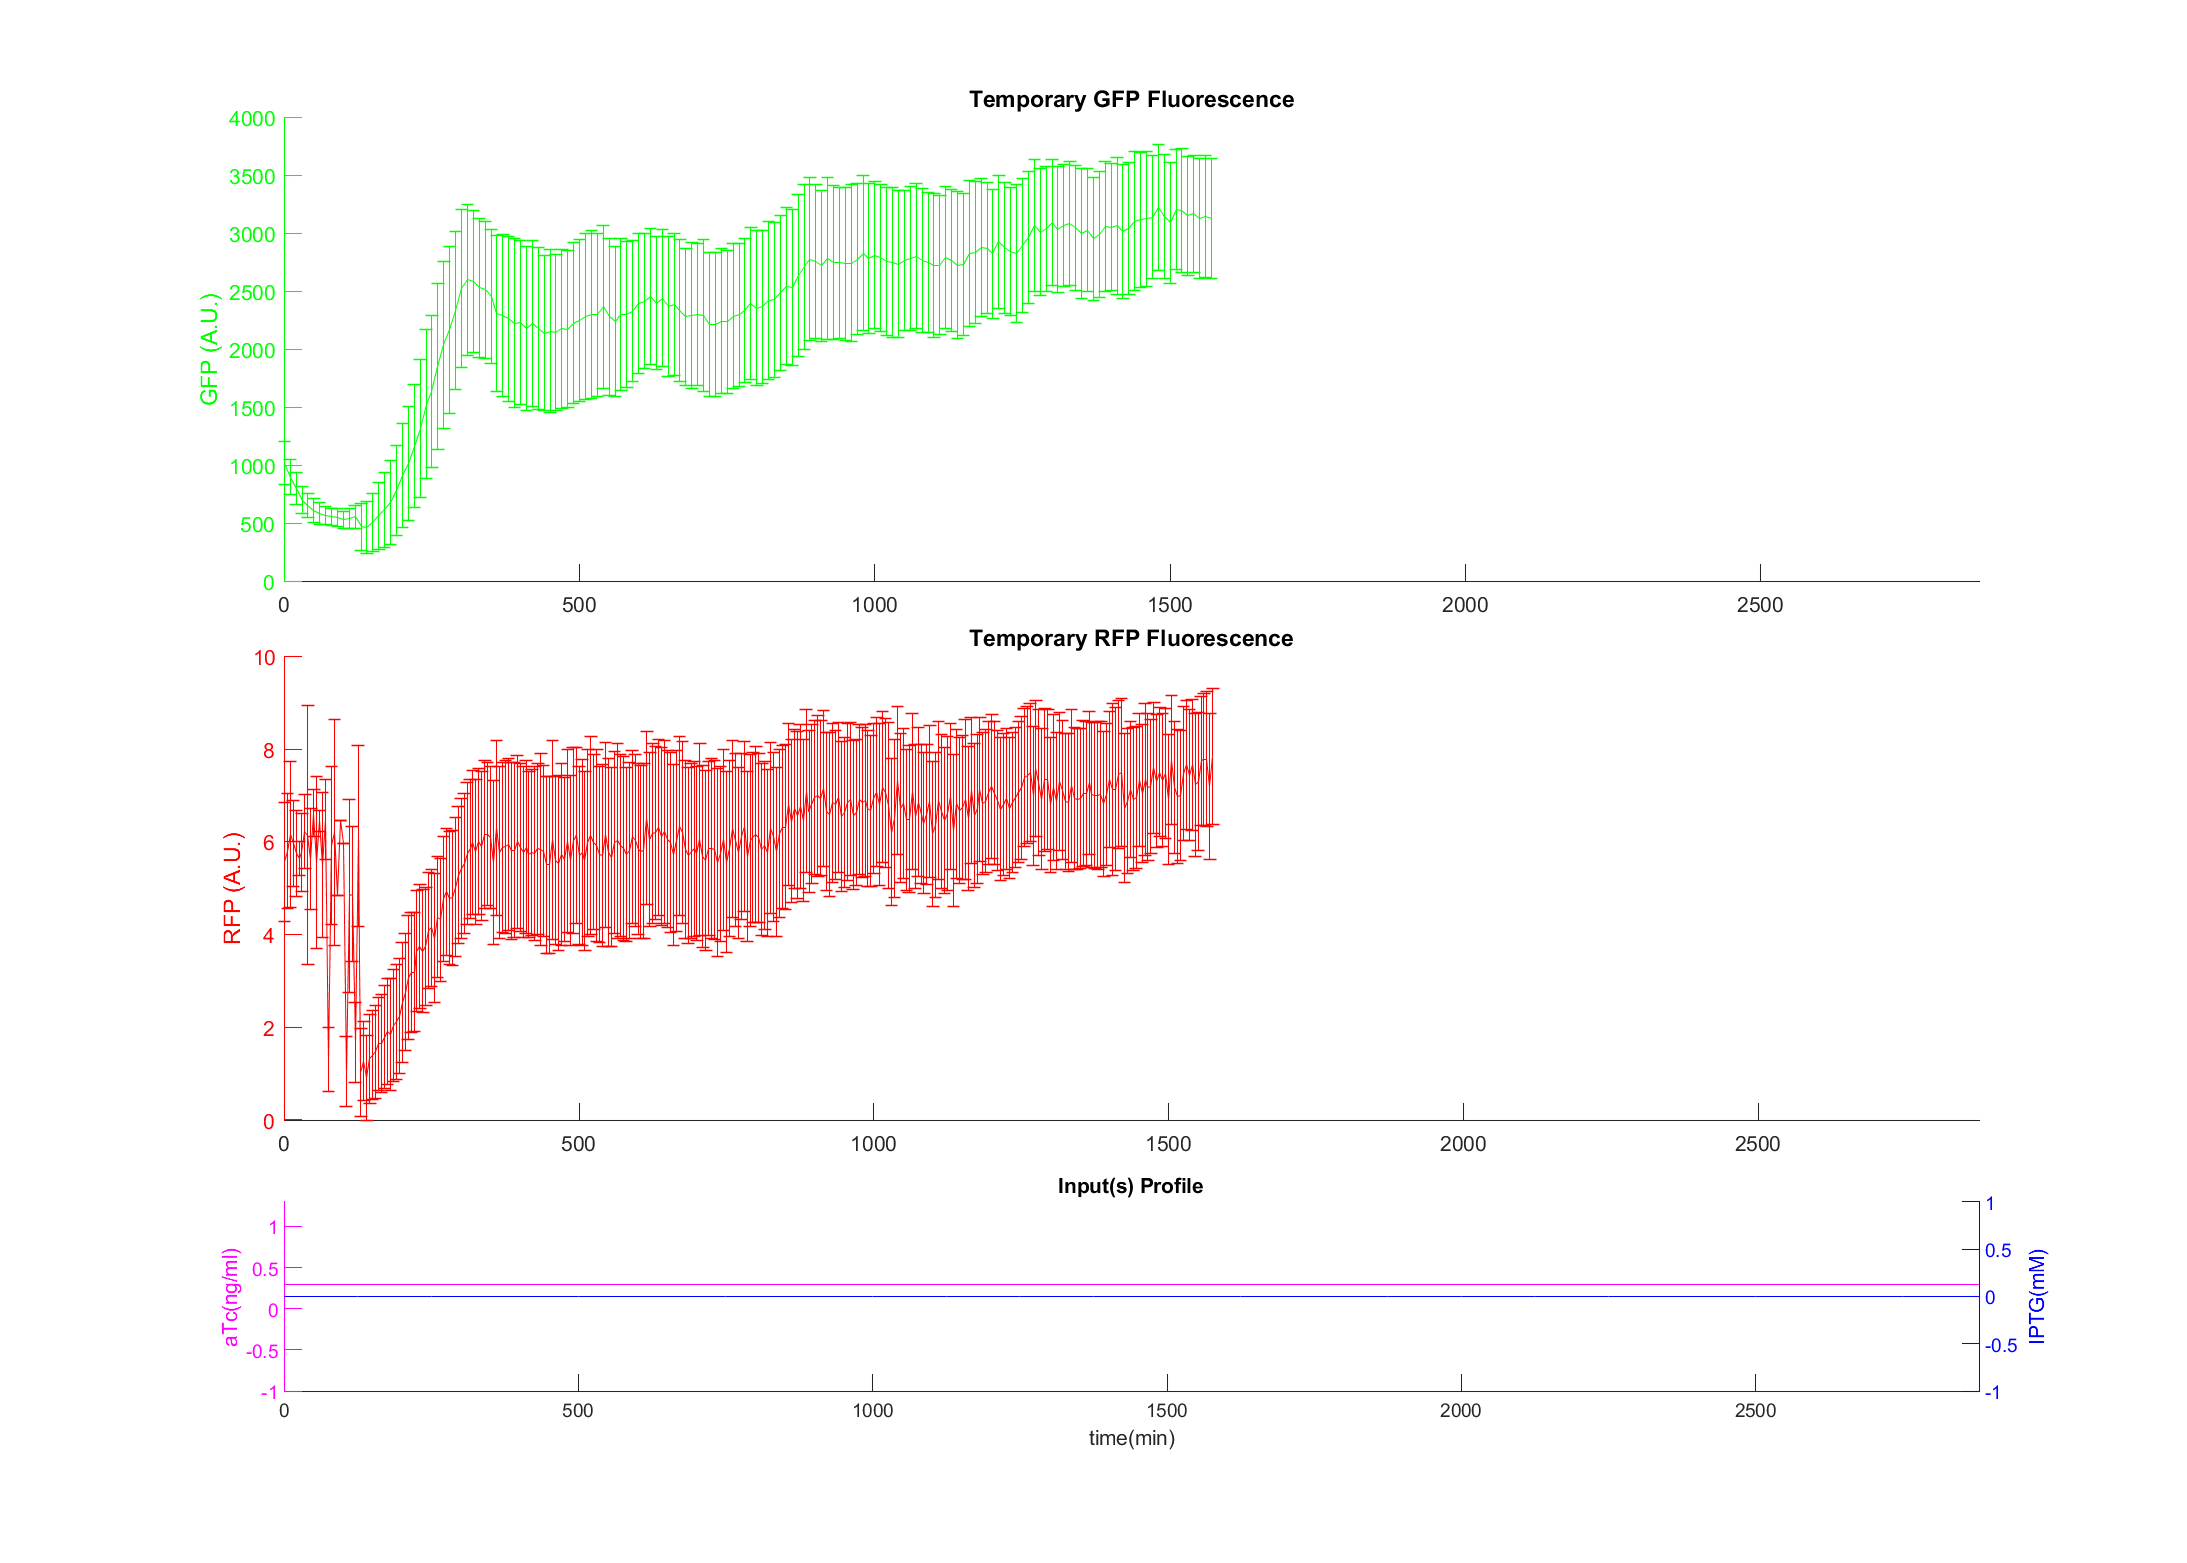 Temporary GFP Fluorescence
4000
3500
3000
2500
2000
1500
1000
500
0
GFP (A.U.)
0 500 1000 1500 2000 2500
Temporary RFP Fluorescence
10
8
6
4
2
0
RFP (A.U.)
0 500 1000 1500 2000 2500
Input(s) Profile
1
0.5
0
-0.5
-1
aTc(ng/ml)
1
0.5
0
-0.5
-1
IPTG(mM)
0 500 1000 1500 2000 2500
time(min)